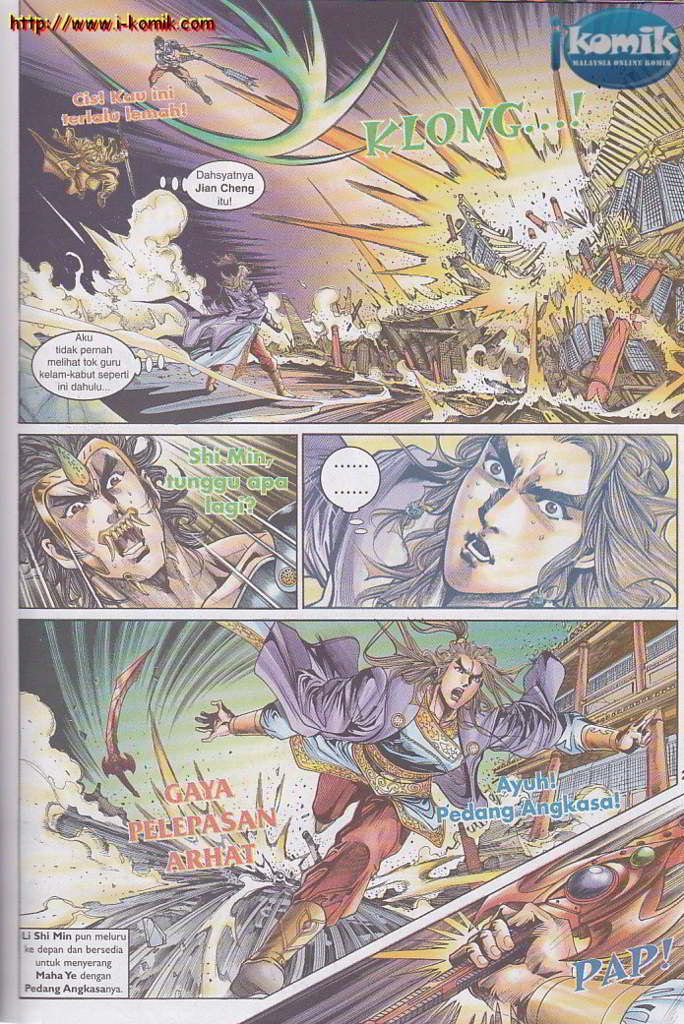 http://www.i-komik.com
ikomik
MALAYSIA ONLINE KOMIK
Cis! Kau ini
terlalu lemah!
KLONG...!
Dahsyatnya
Jian Cheng
itu!
Aku
tidak pernah
melihat tok guru
kelam-kabut seperti
ini dahulu...
Shi Min,
tunggu apa
lagi?
......
......
GAYA
PELEPASAN
ARHAT
Ayuh!
Pedang Angkasa!
Li Shi Min pun meluru
ke depan dan bersedia
untuk menyerang
Maha Ye dengan
Pedang Angkasanya.
PAP!